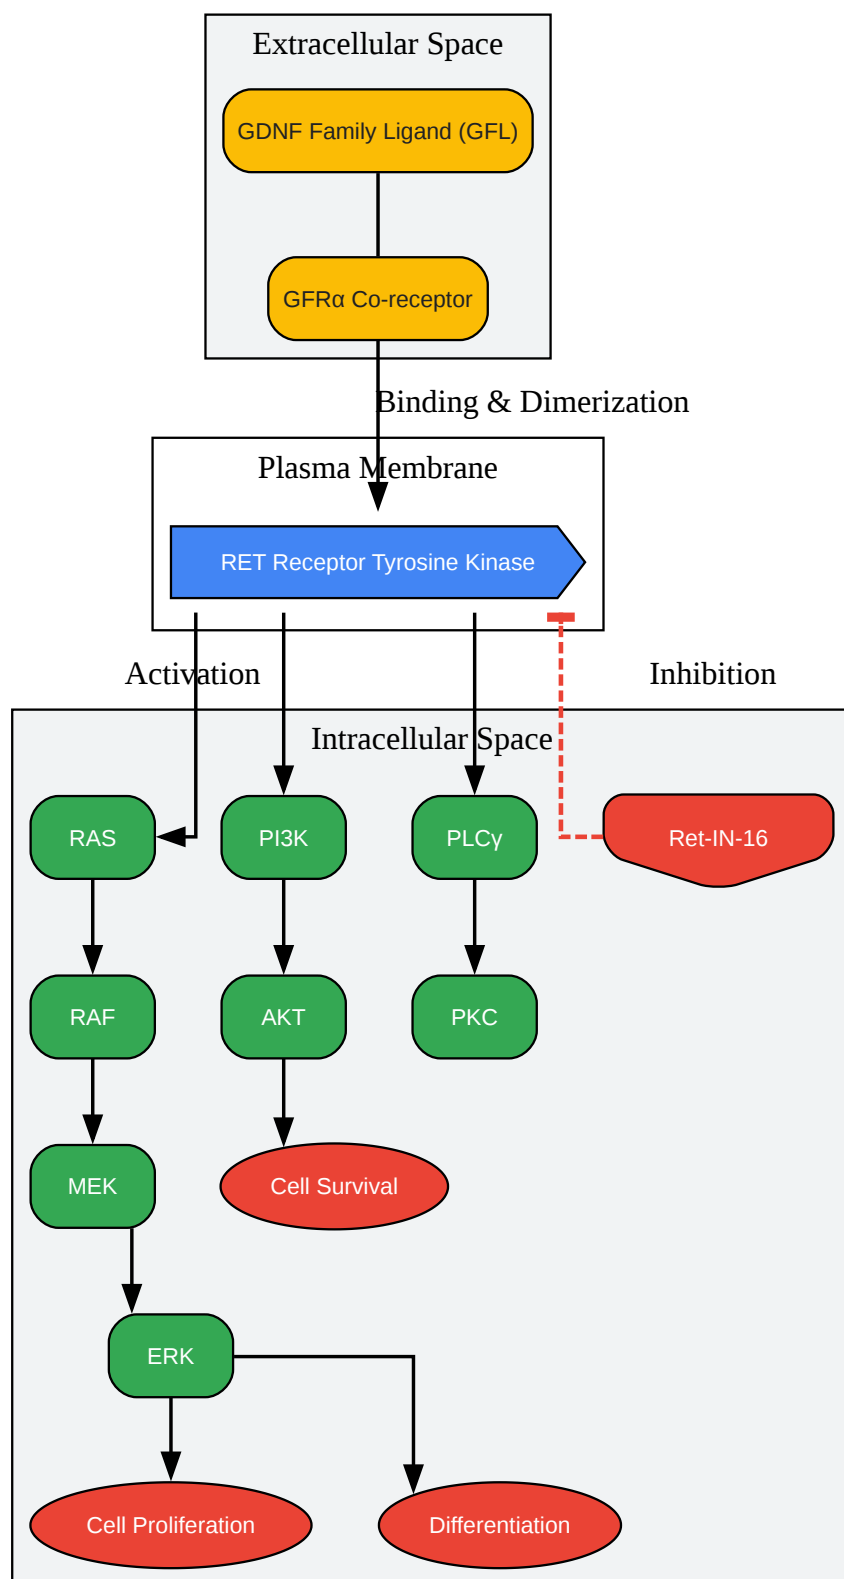 Extracellular Space
GDNF Family Ligand (GFL)
GFRα Co-receptor
Binding & Dimerization
Plasma Membrane
RET Receptor Tyrosine Kinase
Activation
Inhibition
Intracellular Space
RAS
PI3K
PLCγ
Ret-IN-16
RAF
AKT
PKC
MEK
Cell Survival
ERK
Cell Proliferation
Differentiation